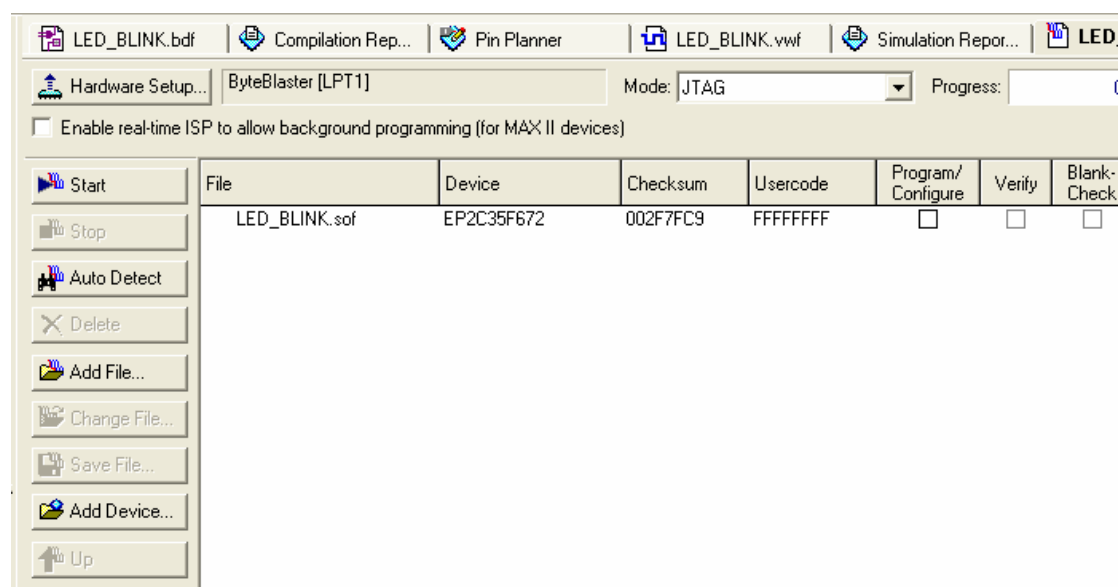 LED_BLINK.bdf Compilation Rep... Pin Planner LED_BLINK.vwf Simulation Repor... LED_
Hardware Setup... ByteBlaster [LPT1] Mode: JTAG Progress:
Enable real-time ISP to allow background programming (for MAX II devices)
Start File Device Checksum Usercode Program/ Configure Verify Blank- Check
LED_BLINK.sof EP2C35F672 002F7FC9 FFFFFFFF
Stop
Auto Detect
Delete
Add File...
Change File...
Save File...
Add Device...
Up